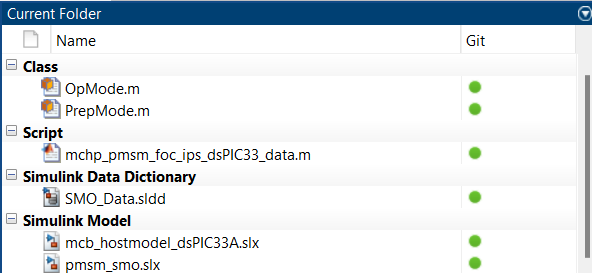 Current Folder
Name Git
Class
OpMode.m
PrepMode.m
Script
mchp_pmsm_foc_ips_dsPIC33_data.m
Simulink Data Dictionary
SMO_Data.sldd
Simulink Model
mcb_hostmodel_dsPIC33A.slx
pmsm_smo.slx